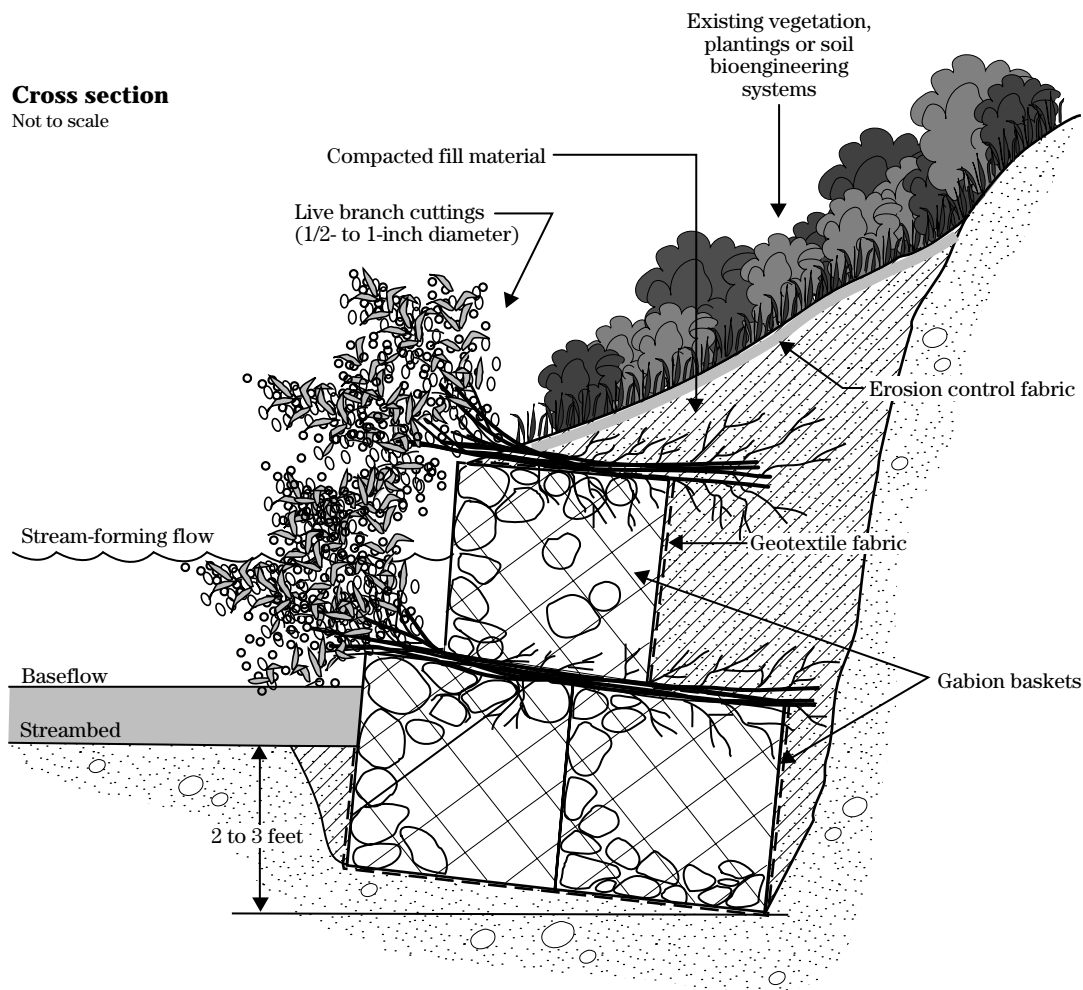 Cross section
Not to scale
Existing vegetation,
plantings or soil
bioengineering
systems
Compacted fill material
Live branch cuttings
(1/2- to 1-inch diameter)
Erosion control fabric
Stream-forming flow
Geotextile fabric
Baseflow
Gabion baskets
Streambed
2 to 3 feet